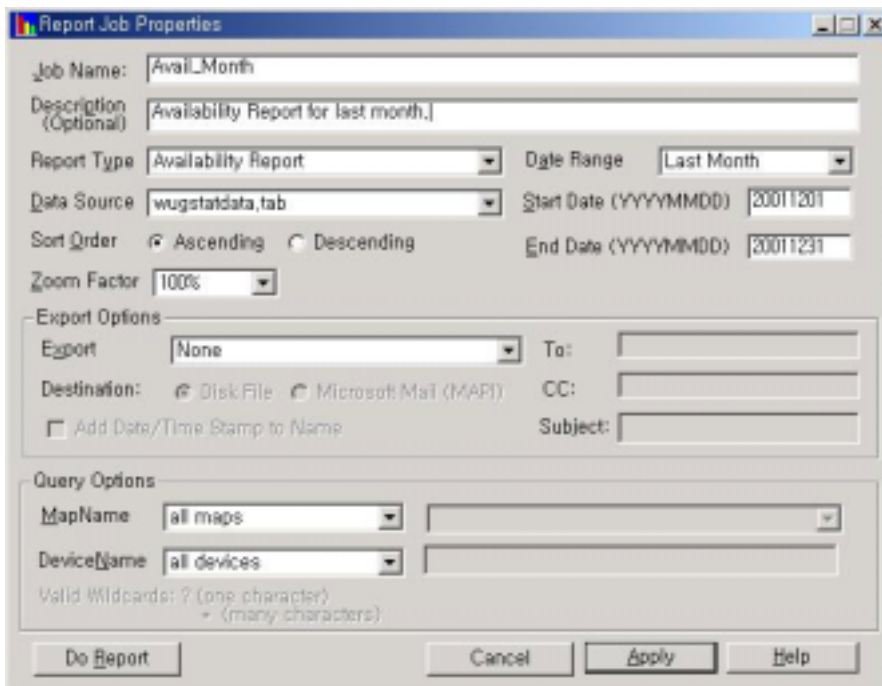 Report Job Properties
Job Name: Avail_Month
Description (Optional) Availability Report for last month.
Report Type Availability Report Date Range Last Month
Data Source wugstatdata,tab Start Date (YYYYMMDD) 20011201
Sort Order Ascending Descending End Date (YYYYMMDD) 20011231
Zoom Factor 100%
Export Options
Export None To:
Destination: Disk File Microsoft Mail (MAPI) CC:
Add Date/Time Stamp to Name Subject:
Query Options
MapName all maps
DeviceName all devices
Valid Wildcards: ? (one character)
* (many characters)
Do Report Cancel Apply Help